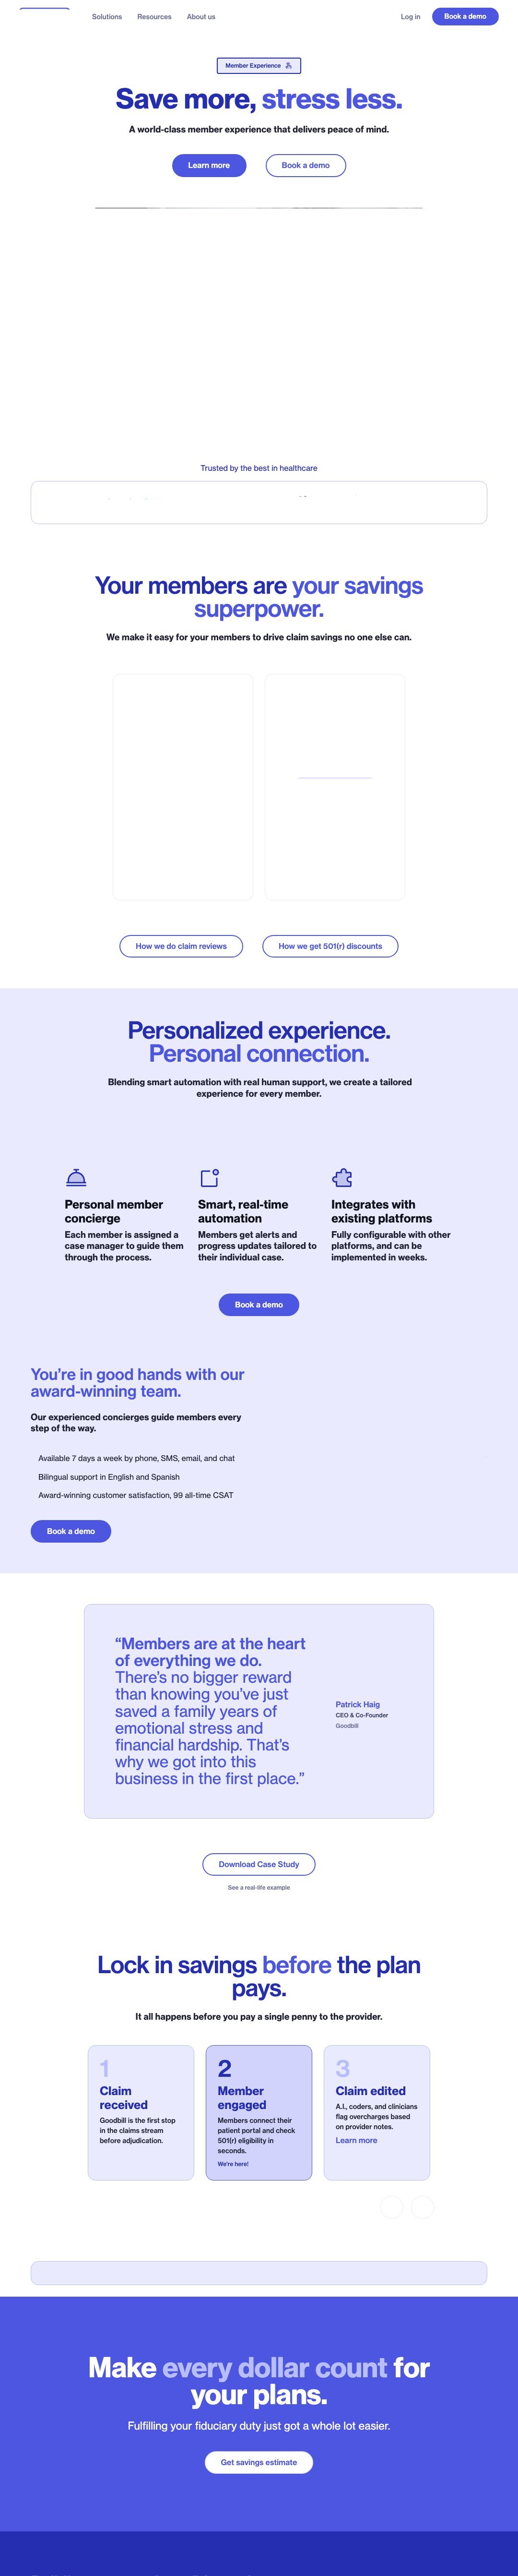 Solutions Resources About us Log in Book a demo
Member Experience
Save more, stress less.
A world-class member experience that delivers peace of mind.
Learn more Book a demo
Trusted by the best in healthcare
Your members are your savings
superpower.
We make it easy for your members to drive claim savings no one else can.
How we do claim reviews How we get 501(r) discounts
Personalized experience.
Personal connection.
Blending smart automation with real human support, we create a tailored
experience for every member.
Personal member
concierge
Each member is assigned a
case manager to guide them
through the process.
Smart, real-time
automation
Members get alerts and
progress updates tailored to
their individual case.
Integrates with
existing platforms
Fully configurable with other
platforms, and can be
implemented in weeks.
Book a demo
You’re in good hands with our
award-winning team.
Our experienced concierges guide members every
step of the way.
Available 7 days a week by phone, SMS, email, and chat
Bilingual support in English and Spanish
Award-winning customer satisfaction, 99 all-time CSAT
Book a demo
“Members are at the heart
of everything we do.
There’s no bigger reward
than knowing you’ve just
saved a family years of
emotional stress and
financial hardship. That’s
why we got into this
business in the first place.”
Patrick Haig
CEO & Co-Founder
Goodbill
Download Case Study
See a real-life example
Lock in savings before the plan
pays.
It all happens before you pay a single penny to the provider.
1
Claim
received
Goodbill is the first stop
in the claims stream
before adjudication.
2
Member
engaged
Members connect their
patient portal and check
501(r) eligibility in
seconds.
We're here!
3
Claim edited
A.I., coders, and clinicians
flag overcharges based
on provider notes.
Learn more
Make every dollar count for
your plans.
Fulfilling your fiduciary duty just got a whole lot easier.
Get savings estimate